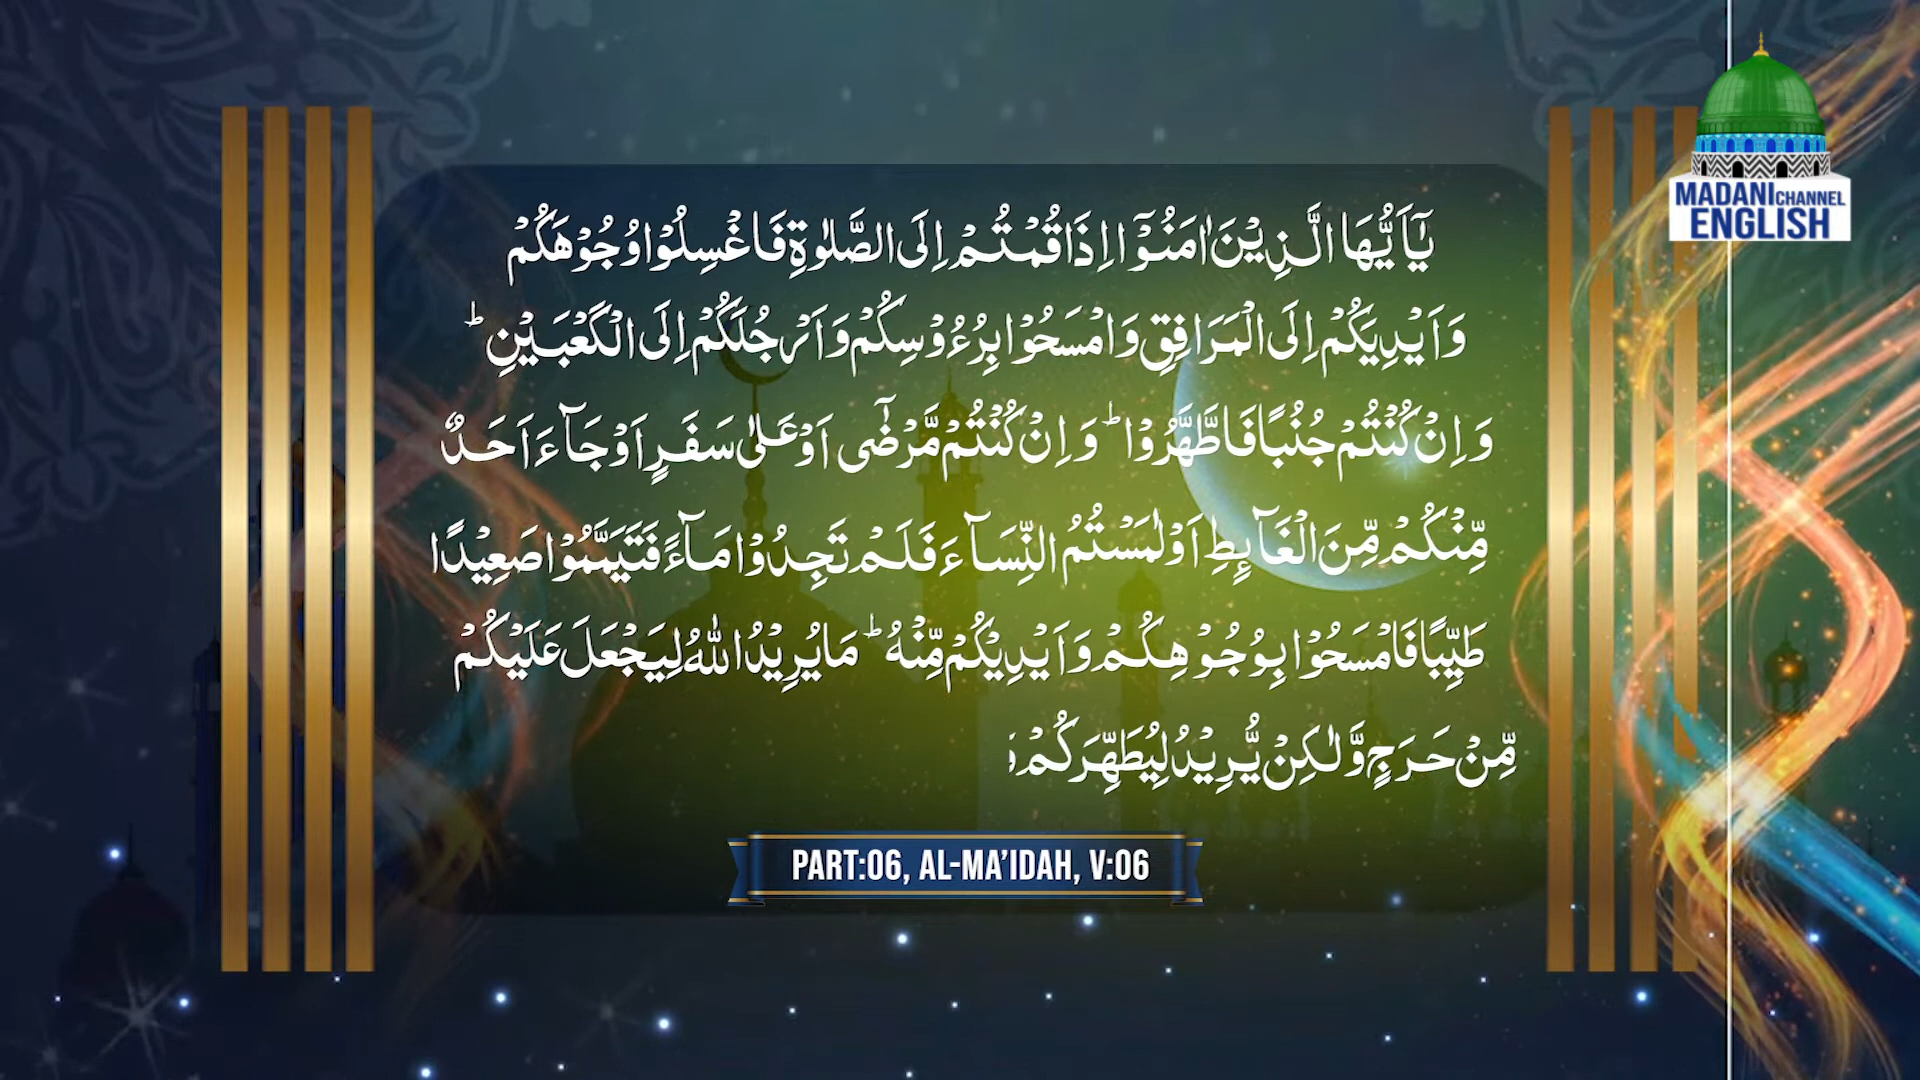 یٰۤاَیُّهَا الَّذِیْنَ اٰمَنُوْۤا اِذَا قُمْتُمْ اِلَى الصَّلٰوةِ فَاغْسِلُوْا وُجُوْهَكُمْ
وَ اَیْدِیَكُمْ اِلَى الْمَرَافِقِ وَ امْسَحُوْا بِرُءُوْسِكُمْ وَ اَرْجُلَكُمْ اِلَى الْكَعْبَیْنِؕ
وَ اِنْ كُنْتُمْ جُنُبًا فَاطَّهَّرُوْاؕ وَ اِنْ كُنْتُمْ مَّرْضٰۤى اَوْ عَلٰى سَفَرٍ اَوْ جَآءَ اَحَدٌ
مِّنْكُمْ مِّنَ الْغَآىٕطِ اَوْ لٰمَسْتُمُ النِّسَآءَ فَلَمْ تَجِدُوْا مَآءً فَتَیَمَّمُوْا صَعِیْدًا
طَیِّبًا فَامْسَحُوْا بِوُجُوْهِكُمْ وَ اَیْدِیْكُمْ مِّنْهُؕ مَا یُرِیْدُ اللّٰهُ لِیَجْعَلَ عَلَیْكُمْ
مِّنْ حَرَجٍ وَّ لٰكِنْ یُّرِیْدُ لِیُطَهِّرَكُمْ
PART:06, AL-MA’IDAH, V:06
MADANI CHANNEL
ENGLISH